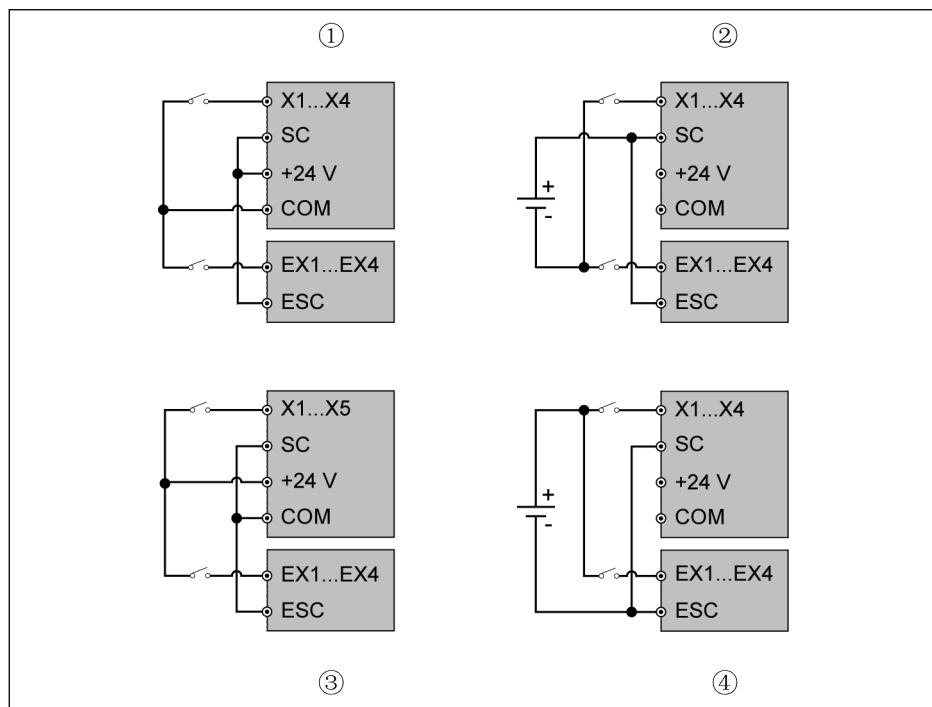 ①
X1...X4
SC
+24 V
COM
EX1...EX4
ESC
②
X1...X4
SC
+24 V
COM
EX1...EX4
ESC
+
-
X1...X5
SC
+24 V
COM
EX1...EX4
ESC
③
X1...X4
SC
+24 V
COM
EX1...EX4
ESC
+
-
④